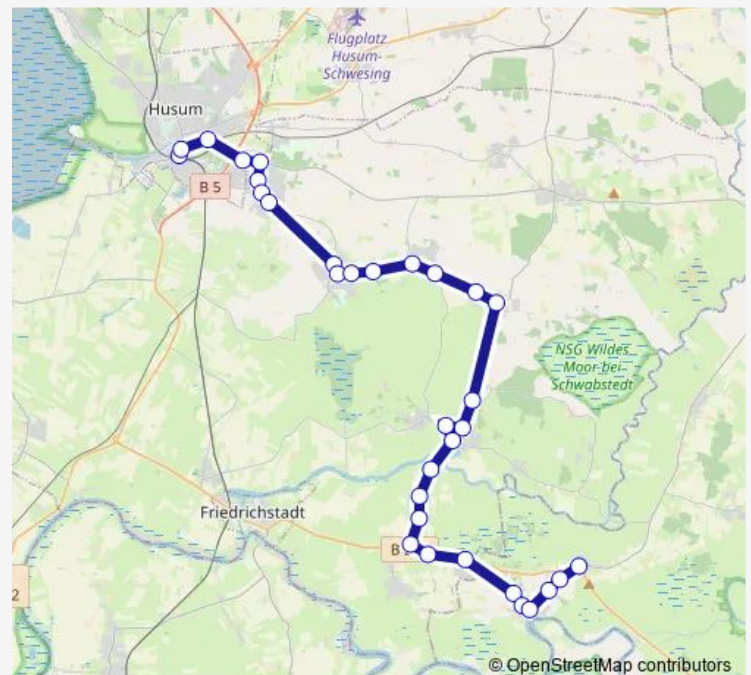 Flugplatz
Husum-
Schwesing
Husum
B 5
NSG Wildes
Moor bei
Schwabstedt
Friedrichstadt
B
2
© OpenStreetMap contributors